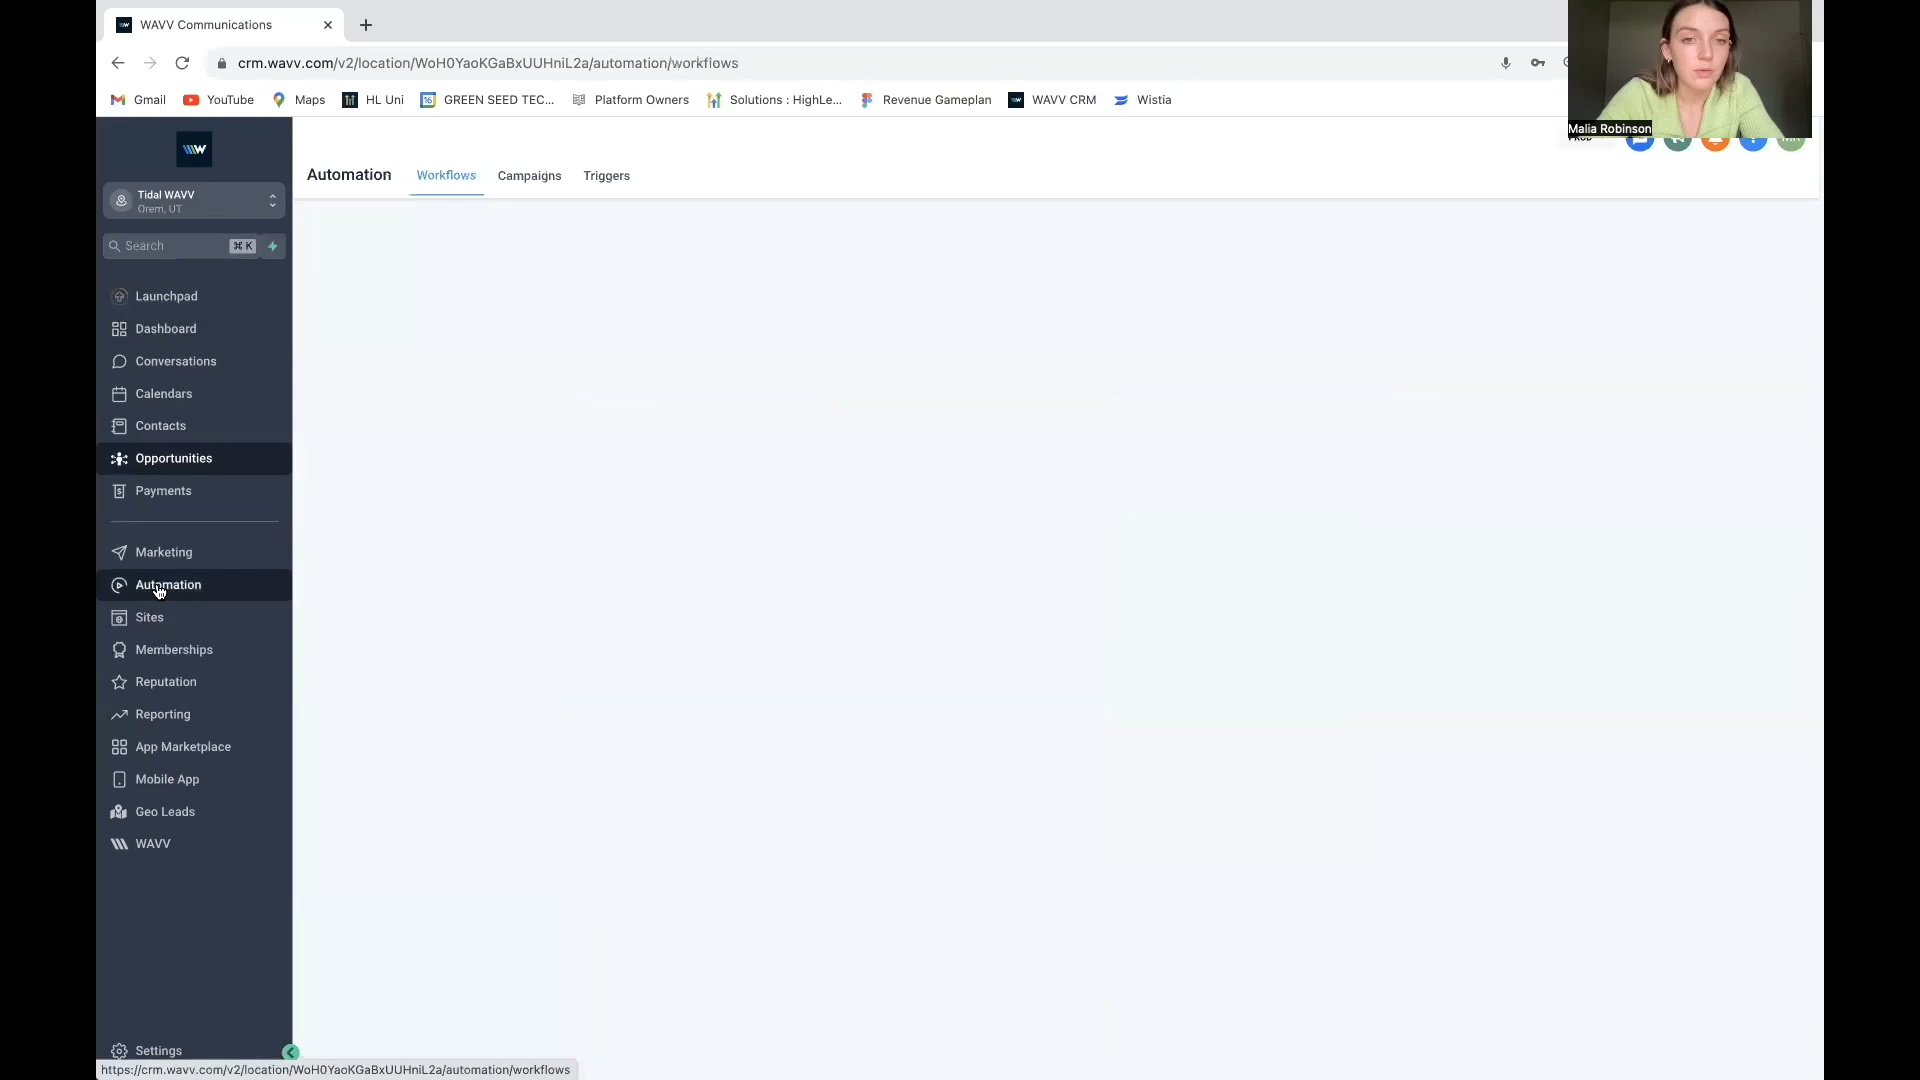 WAVV Communications
crm.wavv.com/v2/location/WoH0YaoKGaBxUUHniL2a/automation/workflows
Gmail
YouTube
Maps
HL Uni
GREEN SEED TEC...
Platform Owners
Solutions : HighLe...
Revenue Gameplan
WAVV CRM
Wistia
Malia Robinson
Tidal WAVV
Orem, UT
Search
⌘ K
Automation
Workflows
Campaigns
Triggers
Launchpad
Dashboard
Conversations
Calendars
Contacts
Opportunities
Payments
Marketing
Automation
Sites
Memberships
Reputation
Reporting
App Marketplace
Mobile App
Geo Leads
WAVV
Settings
https://crm.wavv.com/v2/location/WoH0YaoKGaBxUUHniL2a/automation/workflows